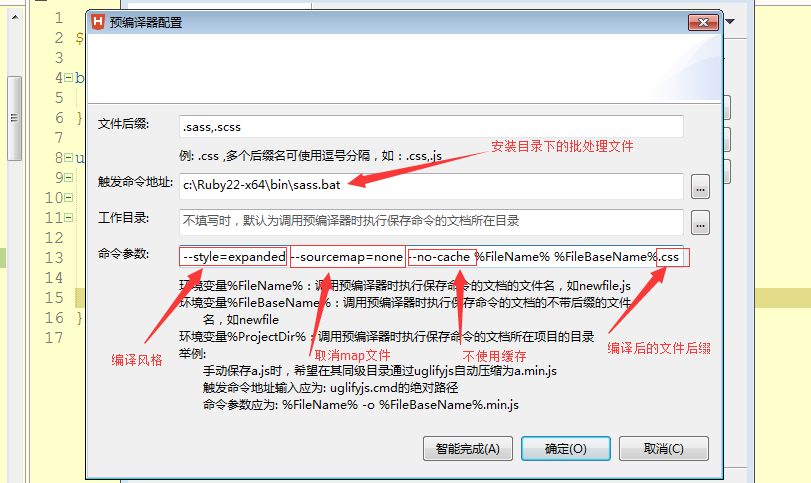 预编译器配置
1
2
3
4
5
6
7
8
9
10
11
12
13
14
15
16
17
$
b
}
u
}
文件后缀:
.sass,.scss
例: .css ,多个后缀名可使用逗号分隔，如：.css,.js
安装目录下的批处理文件
触发命令地址:
c:\Ruby22-x64\bin\sass.bat
...
工作目录:
不填写时，默认为调用预编译器时执行保存命令的文档所在目录
...
命令参数:
--style=expanded --sourcemap=none --no-cache %FileName% %FileBaseName%.css
环境变量%FileName%：调用预编译器时执行保存命令的文档的文件名，如newfile.js
环境变量%FileBaseName%：调用预编译器时执行保存命令的文档的不带后缀的文件
名，如newfile
环境变量%ProjectDir%：调用预编译器时执行保存命令的文档所在项目的目录
编译风格
取消map文件
不使用缓存
编译后的文件后缀
举例:
手动保存a.js时，希望在其同级目录通过uglifyjs自动压缩为a.min.js
触发命令地址输入应为: uglifyjs.cmd的绝对路径
命令参数应为: %FileName% -o %FileBaseName%.min.js
智能完成(A)
确定(O)
取消(C)